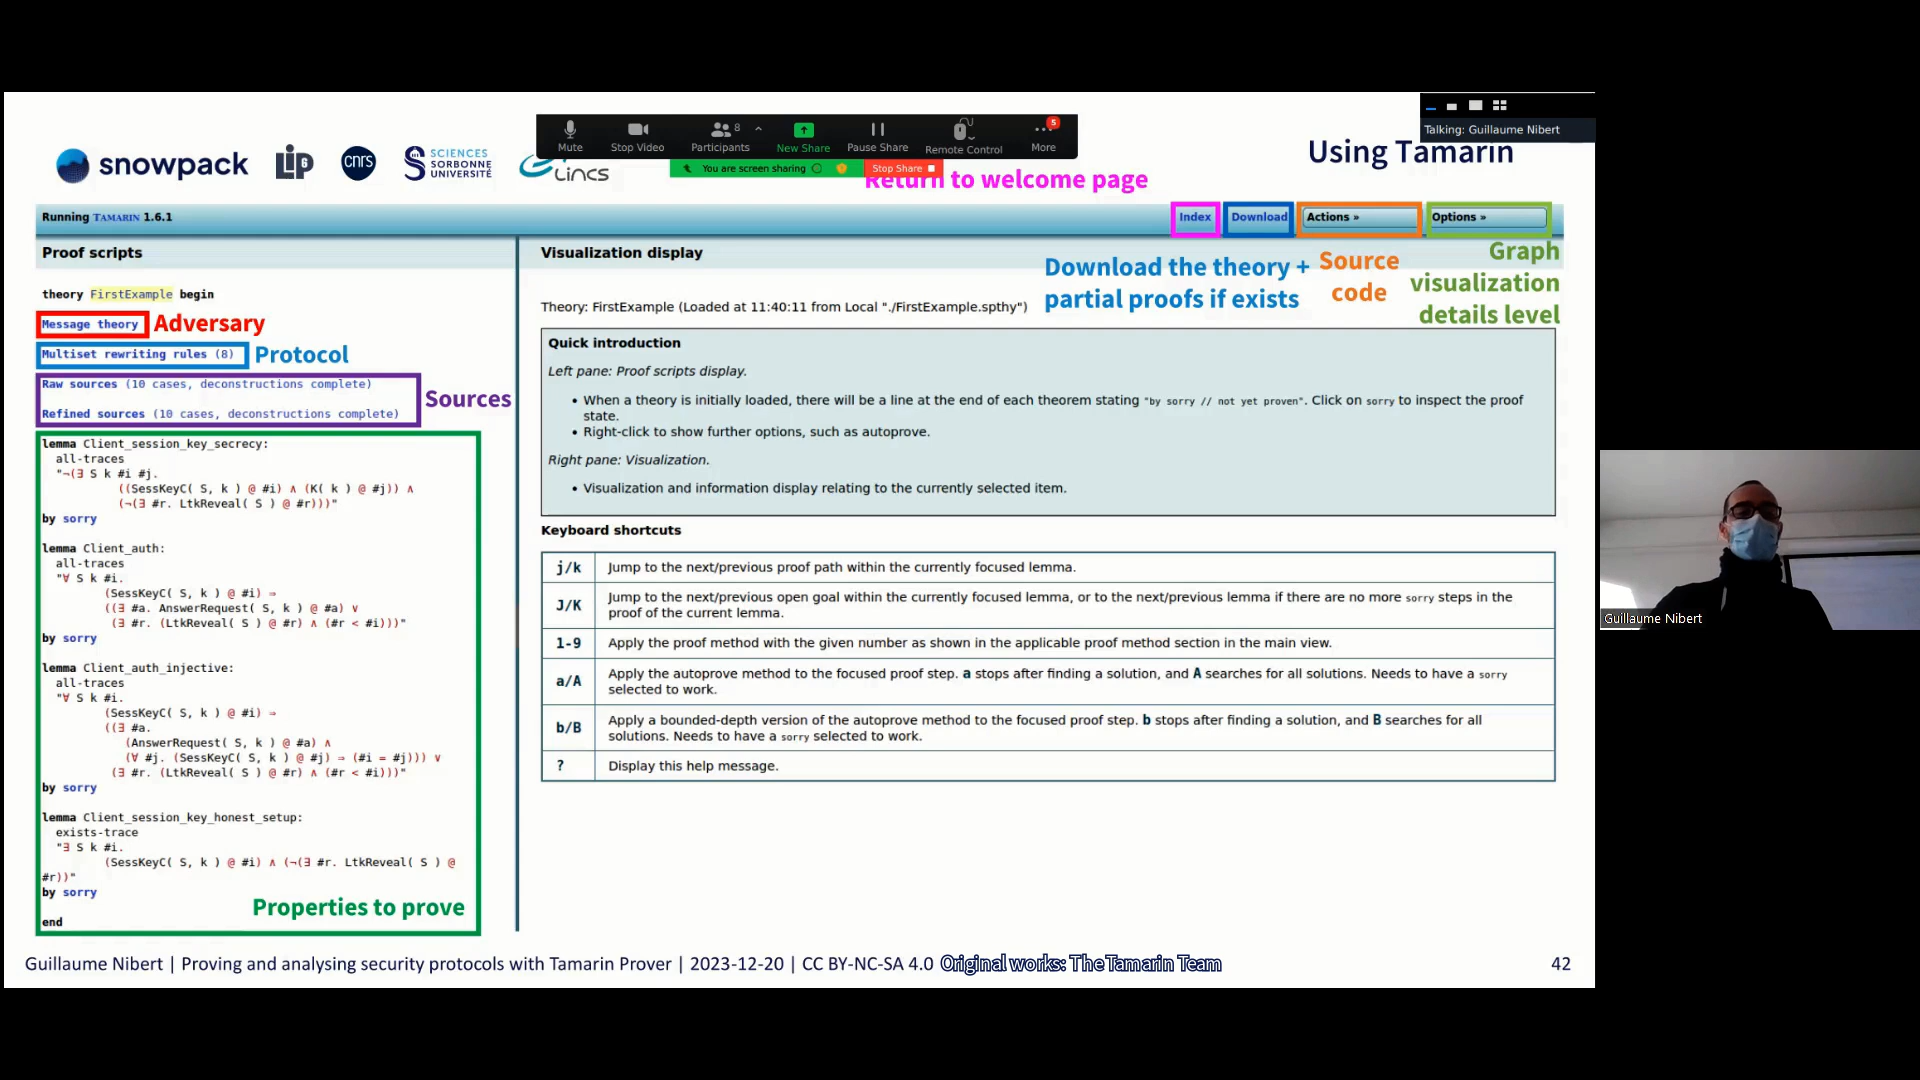 snowpack
LIP6
cnrs
SCIENCES
SORBONNE
UNIVERSITÉ
Lincs
Mute
Stop Video
Participants
8
New Share
Pause Share
Remote Control
More
5
You are screen sharing
Stop Share
Talking: Guillaume Nibert
Using Tamarin
Return to welcome page
Running TAMARIN 1.6.1
Index
Download
Actions »
Options »
Proof scripts
Visualization display
Download the theory +
partial proofs if exists
Source
code
Graph
visualization
details level
theory FirstExample begin
Message theory
Adversary
Multiset rewriting rules (8)
Protocol
Raw sources (10 cases, deconstructions complete)
Refined sources (10 cases, deconstructions complete)
Sources
lemma Client_session_key_secrecy:
all-traces
"¬(∃ S k #i #j.
((SessKeyC( S, k ) @ #i) ∧ (K( k ) @ #j)) ∧
(¬(∃ #r. LtkReveal( S ) @ #r)))"
by sorry
lemma Client_auth:
all-traces
"∀ S k #i.
(SessKeyC( S, k ) @ #i) ⇒
((∃ #a. AnswerRequest( S, k ) @ #a) ∨
(∃ #r. (LtkReveal( S ) @ #r) ∧ (#r < #i)))"
by sorry
lemma Client_auth_injective:
all-traces
"∀ S k #i.
(SessKeyC( S, k ) @ #i) ⇒
((∃ #a.
(AnswerRequest( S, k ) @ #a) ∧
(∀ #j. (SessKeyC( S, k ) @ #j) ⇒ (#i = #j))) ∨
(∃ #r. (LtkReveal( S ) @ #r) ∧ (#r < #i)))"
by sorry
lemma Client_session_key_honest_setup:
exists-trace
"∃ S k #i.
(SessKeyC( S, k ) @ #i) ∧ (¬(∃ #r. LtkReveal( S ) @
#r))"
by sorry
Properties to prove
end
Theory: FirstExample (Loaded at 11:40:11 from Local "./FirstExample.spthy")
Quick introduction
Left pane: Proof scripts display.
• When a theory is initially loaded, there will be a line at the end of each theorem stating "by sorry // not yet proven". Click on sorry to inspect the proof
state.
• Right-click to show further options, such as autoprove.
Right pane: Visualization.
• Visualization and information display relating to the currently selected item.
Keyboard shortcuts
j/k Jump to the next/previous proof path within the currently focused lemma.
J/K Jump to the next/previous open goal within the currently focused lemma, or to the next/previous lemma if there are no more sorry steps in the
proof of the current lemma.
1-9 Apply the proof method with the given number as shown in the applicable proof method section in the main view.
a/A Apply the autoprove method to the focused proof step. a stops after finding a solution, and A searches for all solutions. Needs to have a sorry
selected to work.
b/B Apply a bounded-depth version of the autoprove method to the focused proof step. b stops after finding a solution, and B searches for all
solutions. Needs to have a sorry selected to work.
? Display this help message.
Guillaume Nibert
Guillaume Nibert | Proving and analysing security protocols with Tamarin Prover | 2023-12-20 | CC BY-NC-SA 4.0 Original works: The Tamarin Team
42